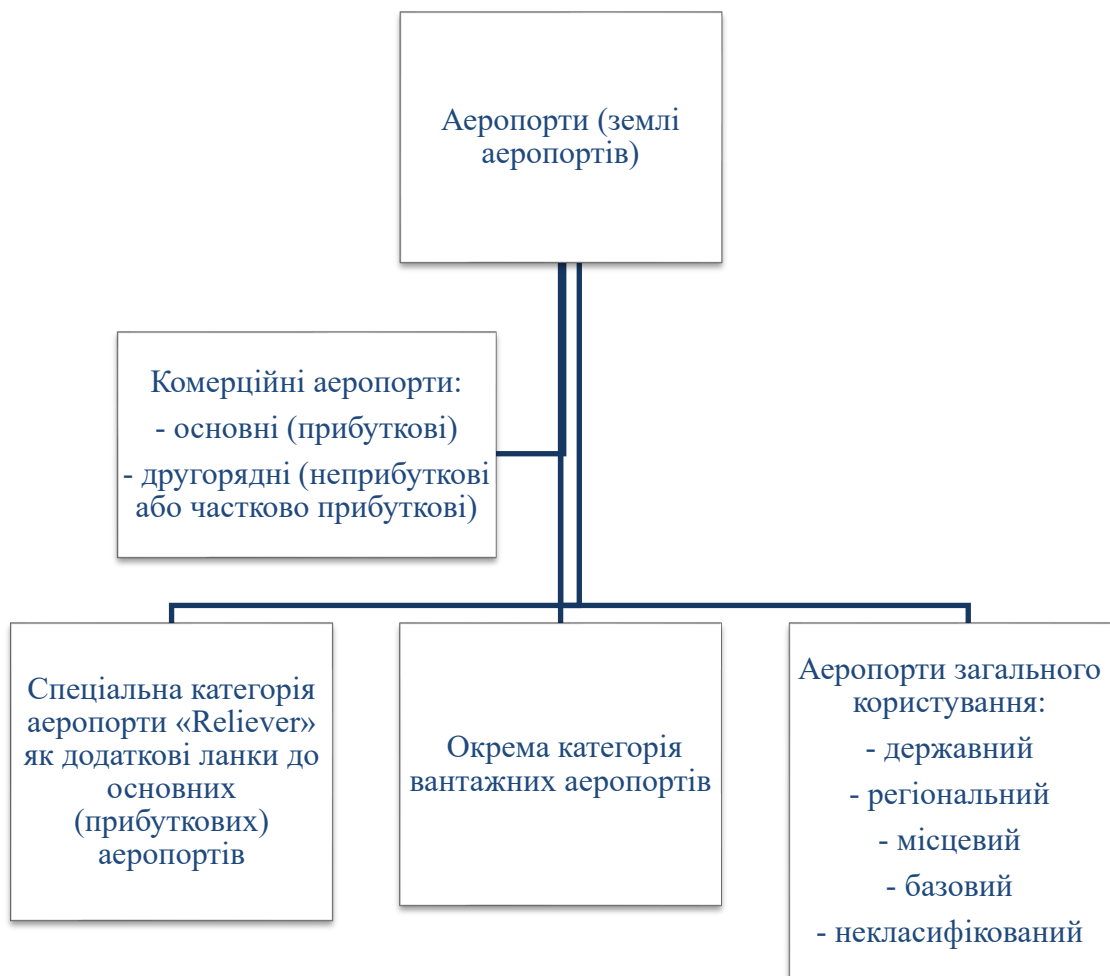 Аеропорти (землі
аеропортів)
Комерційні аеропорти:
- основні (прибуткові)
- другорядні (неприбуткові
або частково прибуткові)
Спеціальна категорія
аеропорти «Reliever»
як додаткові ланки до
основних
(прибуткових)
аеропортів
Окрема категорія
вантажних аеропортів
Аеропорти загального
користування:
- державний
- регіональний
- місцевий
- базовий
- некласифікований